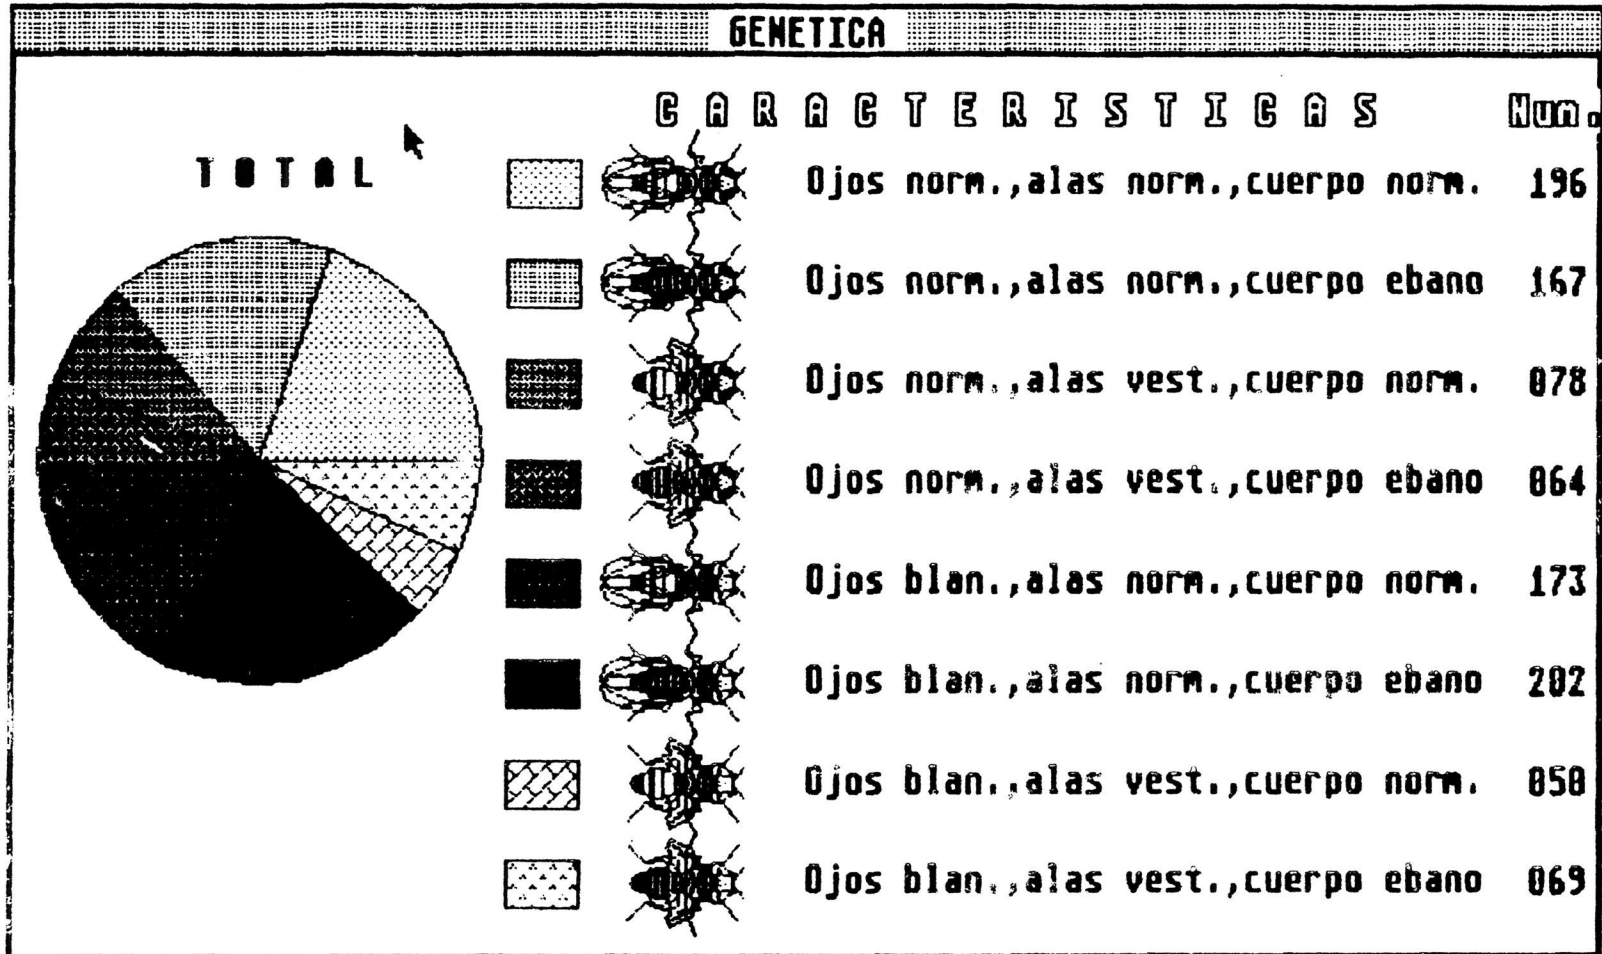 GENETICA
CARACTERISTICAS Num.
TOTAL
Ojos norm.,alas norm.,cuerpo norm. 196
Ojos norm.,alas norm.,cuerpo ebano 167
Ojos norm.,alas vest.,cuerpo norm. 078
Ojos norm.,alas vest.,cuerpo ebano 064
Ojos blan.,alas norm.,cuerpo norm. 173
Ojos blan.,alas norm.,cuerpo ebano 202
Ojos blan.,alas vest.,cuerpo norm. 050
Ojos blan.,alas vest.,cuerpo ebano 069